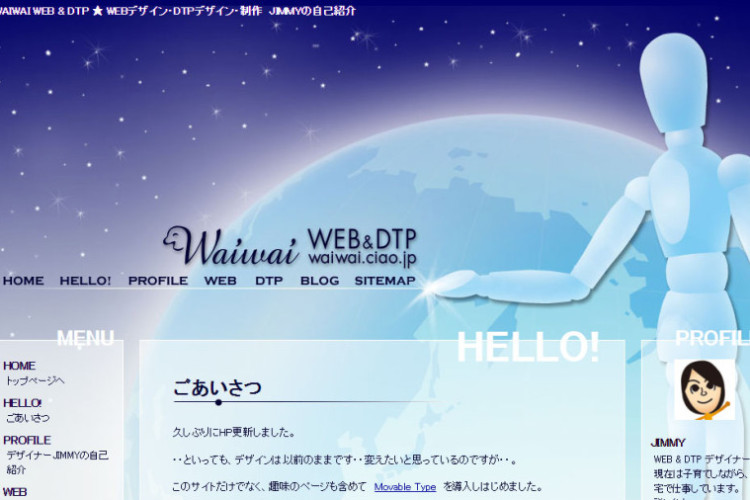 WAIWAI WEB & DTP ★ WEBデザイン・DTPデザイン・制作 JIMMYの自己紹介
Waiwai WEB&DTP
waiwai.ciao.jp
HOME HELLO! PROFILE WEB DTP BLOG SITEMAP
MENU
HOME
トップページへ
HELLO!
ごあいさつ
PROFILE
デザイナーJIMMYの自己
紹介
WEB
HELLO!
ごあいさつ
久しぶりにHP更新しました。
・・といっても、デザインは以前のままです・・変えたいと思っているのですが・・。
このサイトだけでなく、趣味のページも含めて Movable Type を導入しはじめました。
PROFIL
JIMMY
WEB & DTP デザイナー
現在は子育てしながら、
宅で仕事しています。